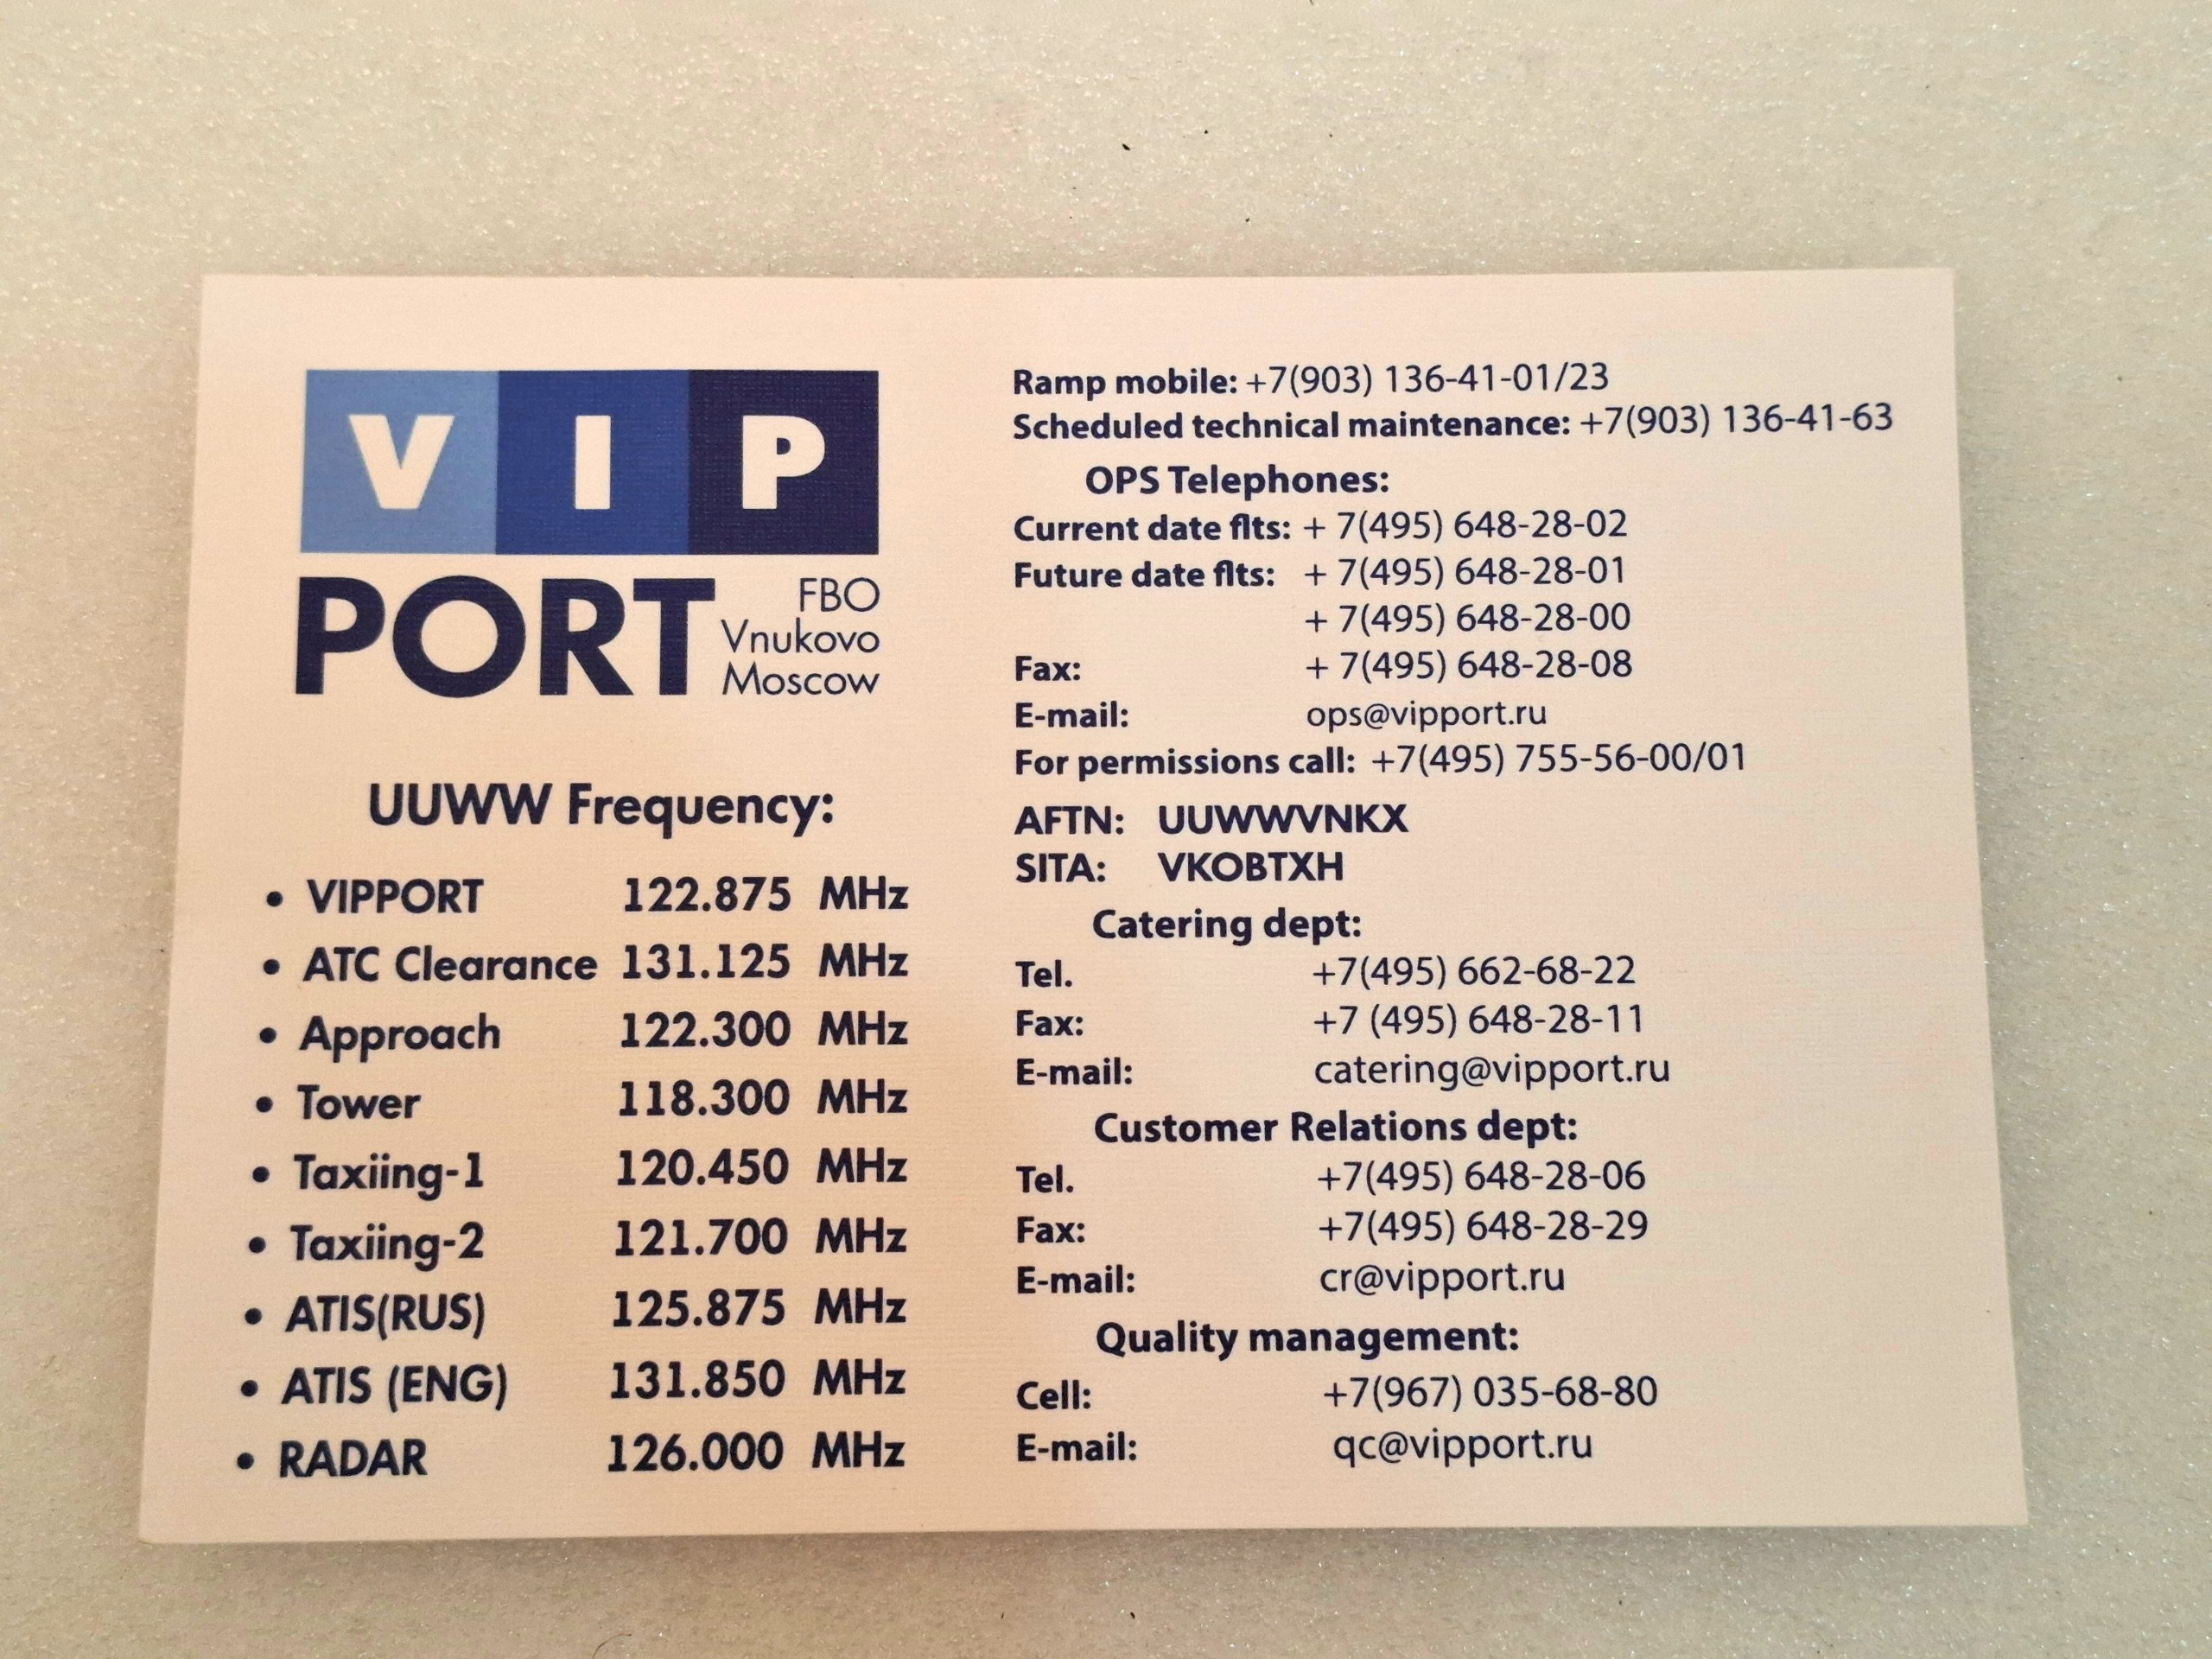 VIP
PORT
FBO
Vnukovo
Moscow
UUWW Frequency:
• VIPPORT 122.875 MHz
• ATC Clearance 131.125 MHz
• Approach 122.300 MHz
• Tower 118.300 MHz
• Taxiing-1 120.450 MHz
• Taxiing-2 121.700 MHz
• ATIS(RUS) 125.875 MHz
• ATIS (ENG) 131.850 MHz
• RADAR 126.000 MHz
Ramp mobile: +7(903) 136-41-01/23
Scheduled technical maintenance: +7(903) 136-41-63
OPS Telephones:
Current date flts: + 7(495) 648-28-02
Future date flts: + 7(495) 648-28-01
+ 7(495) 648-28-00
Fax: + 7(495) 648-28-08
E-mail: ops@vipport.ru
For permissions call: +7(495) 755-56-00/01
AFTN: UUWWVNKX
SITA: VKOBTXH
Catering dept:
Tel. +7(495) 662-68-22
Fax: +7 (495) 648-28-11
E-mail: catering@vipport.ru
Customer Relations dept:
Tel. +7(495) 648-28-06
Fax: +7(495) 648-28-29
E-mail: cr@vipport.ru
Quality management:
Cell: +7(967) 035-68-80
E-mail: qc@vipport.ru